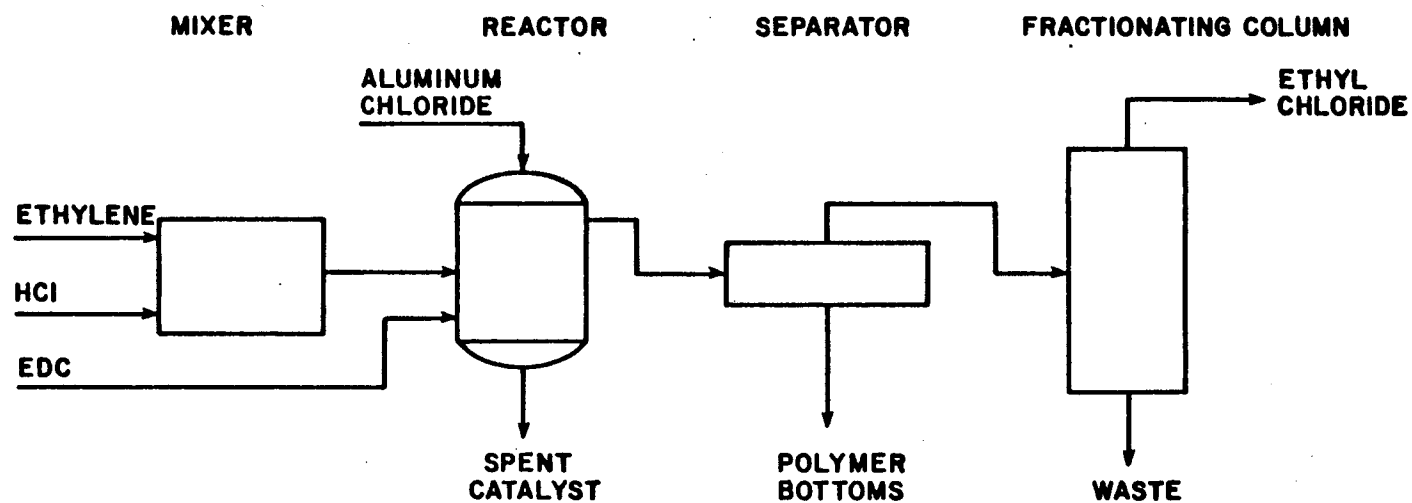 MIXER
REACTOR
SEPARATOR
FRACTIONATING COLUMN
ALUMINUM
CHLORIDE
ETHYL
CHLORIDE
ETHYLENE
HCl
EDC
SPENT
CATALYST
POLYMER
BOTTOMS
WASTE